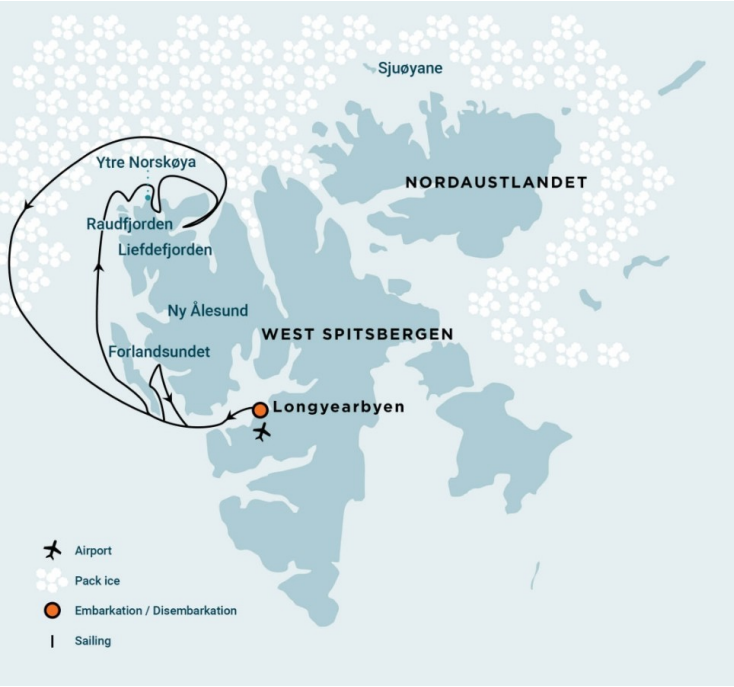 Sjuøyane
Ytre Norskøya
NORDAUSTLANDET
Raudfjorden
Liefdefjorden
Ny Ålesund
WEST SPITSBERGEN
Forlandsundet
Longyearbyen
Airport
Pack ice
Embarkation / Disembarkation
Sailing